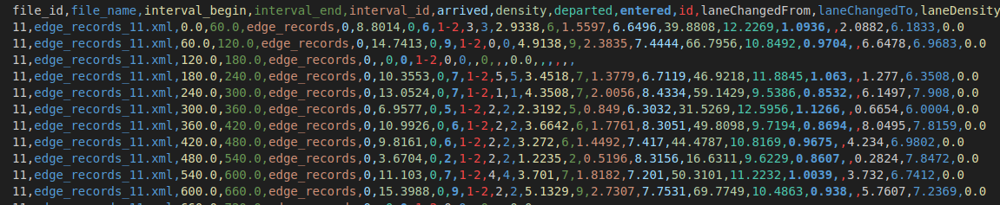 file_id,file_name,interval_begin,interval_end,interval_id,arrived,density,departed,entered,id,laneChangedFrom,laneChangedTo,laneDensity
11,edge_records_11.xml,0.0,60.0,edge_records,0,8.8014,0,6,1-2,3,3,2.9338,6,1.5597,6.6496,39.8808,12.2269,1.0936,,2.0882,6.1833,0.0
11,edge_records_11.xml,60.0,120.0,edge_records,0,14.7413,0,9,1-2,0,0,4.9138,9,2.3835,7.4444,66.7956,10.8492,0.9704,,6.6478,6.9683,0.0
11,edge_records_11.xml,120.0,180.0,edge_records,0,,0,0,1-2,0,0,,0,,,0.0,,,,,,
11,edge_records_11.xml,180.0,240.0,edge_records,0,10.3553,0,7,1-2,5,5,3.4518,7,1.3779,6.7119,46.9218,11.8845,1.063,,1.277,6.3508,0.0
11,edge_records_11.xml,240.0,300.0,edge_records,0,13.0524,0,7,1-2,1,1,4.3508,7,2.0056,8.4334,59.1429,9.5386,0.8532,,6.1497,7.908,0.0
11,edge_records_11.xml,300.0,360.0,edge_records,0,6.9577,0,5,1-2,2,2,2.3192,5,0.849,6.3032,31.5269,12.5956,1.1266,,0.6654,6.0004,0.0
11,edge_records_11.xml,360.0,420.0,edge_records,0,10.9926,0,6,1-2,2,2,3.6642,6,1.7761,8.3051,49.8098,9.7194,0.8694,,8.0495,7.8159,0.0
11,edge_records_11.xml,420.0,480.0,edge_records,0,9.8161,0,6,1-2,2,2,3.272,6,1.4492,7.417,44.4787,10.8169,0.9675,,4.234,6.9802,0.0
11,edge_records_11.xml,480.0,540.0,edge_records,0,3.6704,0,2,1-2,2,2,1.2235,2,0.5196,8.3156,16.6311,9.6229,0.8607,,0.2824,7.8472,0.0
11,edge_records_11.xml,540.0,600.0,edge_records,0,11.103,0,7,1-2,4,4,3.701,7,1.8182,7.201,50.3101,11.2232,1.0039,,3.732,6.7412,0.0
11,edge_records_11.xml,600.0,660.0,edge_records,0,15.3988,0,9,1-2,2,2,5.1329,9,2.7307,7.7531,69.7749,10.4863,0.938,,5.7607,7.2369,0.0